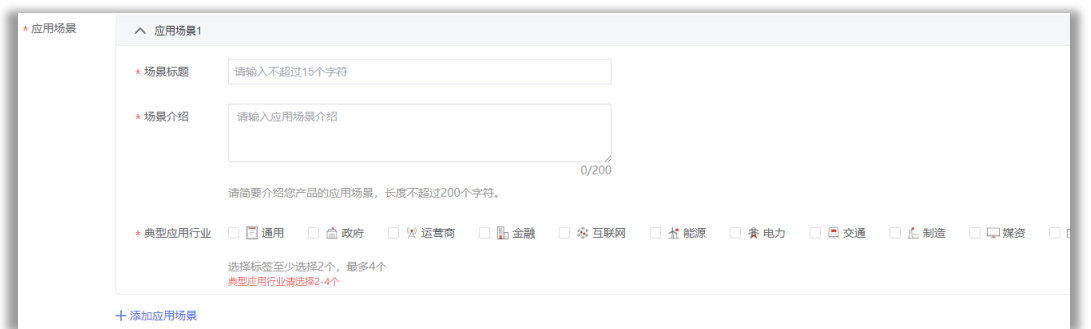 * 应用场景
应用场景1
* 场景标题 请输入不超过15个字符
* 场景介绍 请输入应用场景介绍
0/200
请简要介绍您产品的应用场景，长度不超过200个字符。
* 典型应用行业 通用 政府 运营商 金融 互联网 能源 电力 交通 制造 媒资
选择标签至少选择2个，最多4个
典型应用行业请选择2-4个
+ 添加应用场景